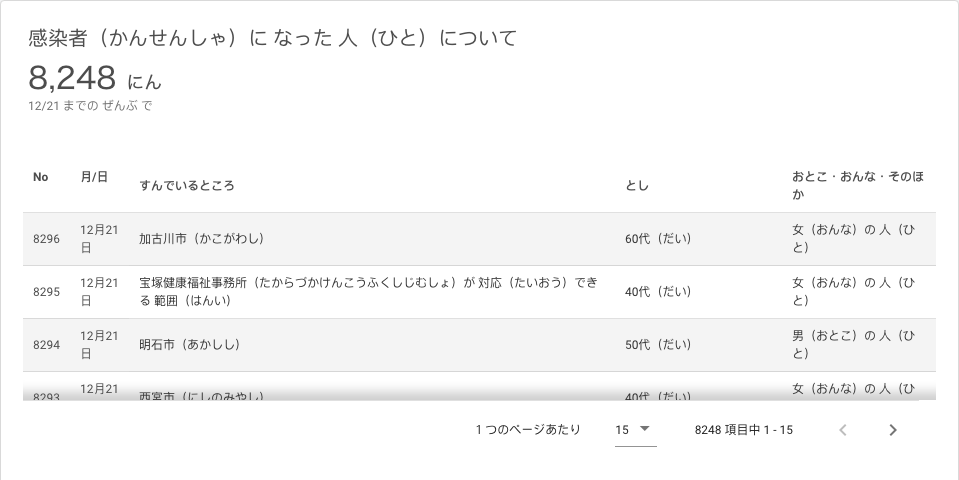 感染者（かんせんしゃ）に なった 人（ひと）について
8,248 にん
12/21 までの ぜんぶ で
No 月/日 すんでいるところ とし おとこ・おんな・そのほ
か
8296 12月21
日 加古川市（かこがわし） 60代（だい） 女（おんな）の 人（ひ
と）
8295 12月21
日 宝塚健康福祉事務所（たからづかけんこうふくしじむしょ）が 対応（たいおう）でき
る 範囲（はんい） 40代（だい） 女（おんな）の 人（ひ
と）
8294 12月21
日 明石市（あかしし） 50代（だい） 男（おとこ）の 人（ひ
と）
8293 12月21 西宮市（にしのみやし） 40代（だい） 女（おんな）の 人（ひ
1 つのページあたり 15 8248 項目中 1 - 15